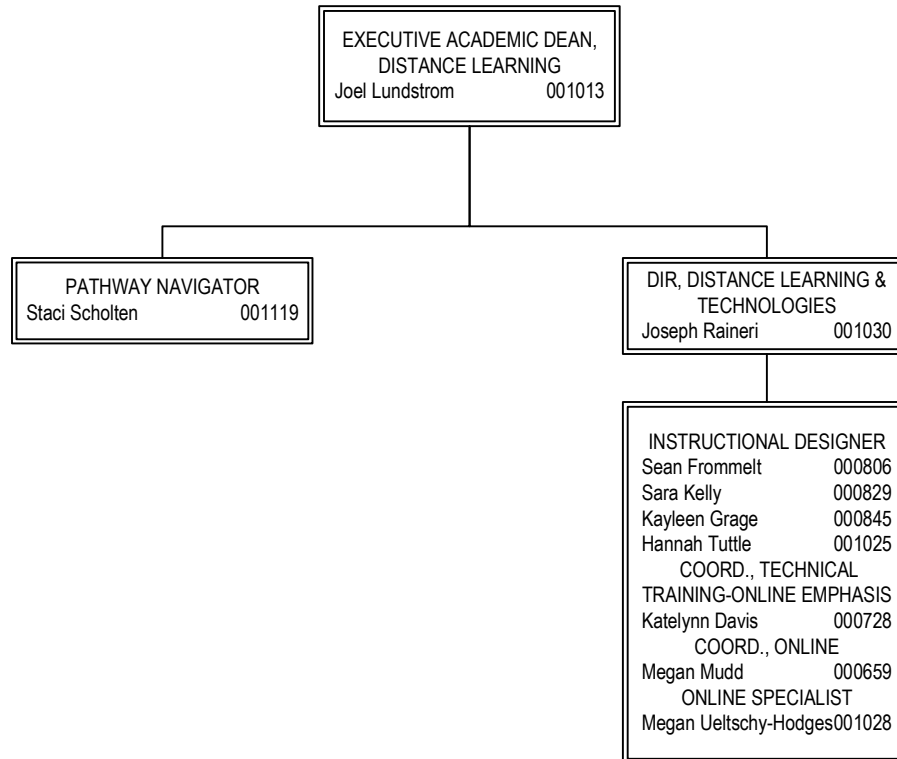 EXECUTIVE ACADEMIC DEAN,
DISTANCE LEARNING
Joel Lundstrom 001013
PATHWAY NAVIGATOR
Staci Scholten 001119
DIR, DISTANCE LEARNING &
TECHNOLOGIES
Joseph Raineri 001030
INSTRUCTIONAL DESIGNER
Sean Frommelt 000806
Sara Kelly 000829
Kayleen Grage 000845
Hannah Tuttle 001025
COORD., TECHNICAL
TRAINING-ONLINE EMPHASIS
Katelynn Davis 000728
COORD., ONLINE
Megan Mudd 000659
ONLINE SPECIALIST
Megan Ueltschy-Hodges001028